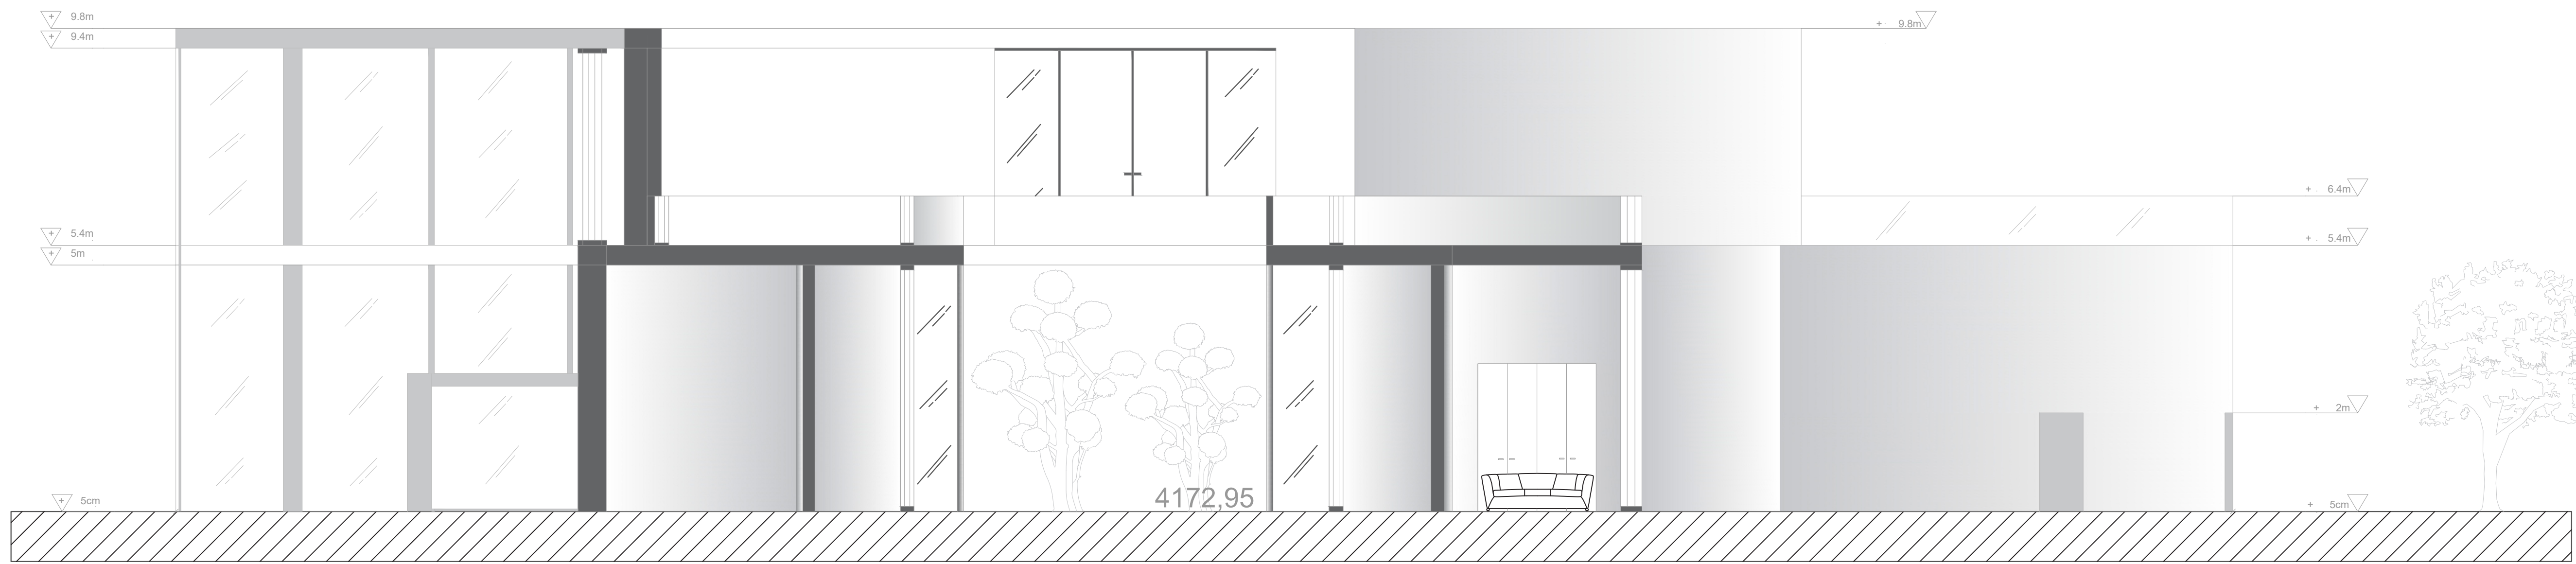 + 9.8m
+ 9.4m
+ 9.8m
+ 6.4m
+ 5.4m
+ 5.4m
+ 5m
+ 2m
+ 5cm
4172,95
+ 5cm